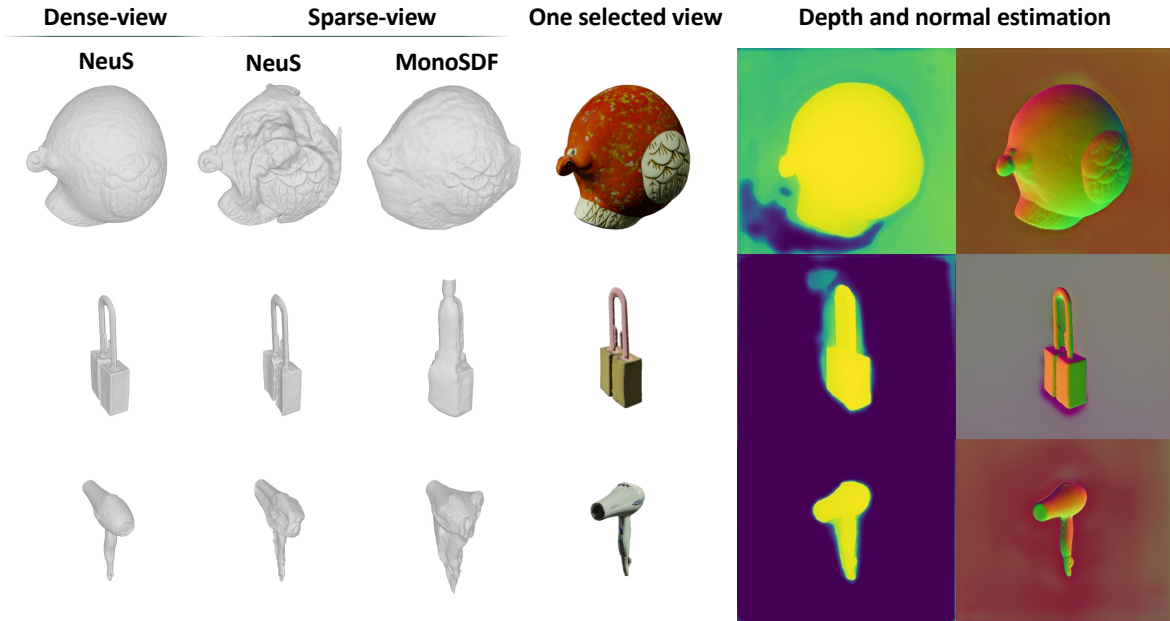 Dense-view
Sparse-view
One selected view
Depth and normal estimation
NeuS
NeuS
MonoSDF